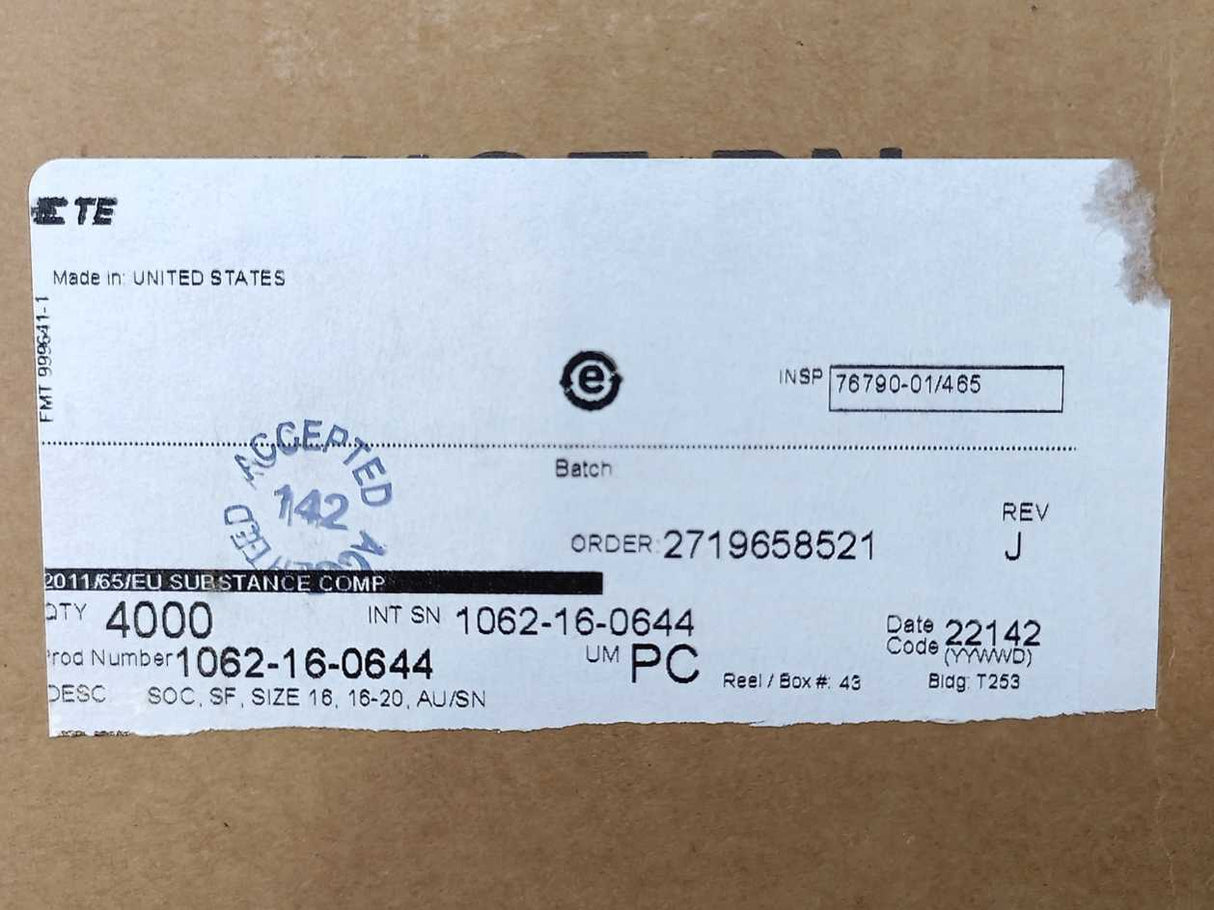 TE
Made in: UNITED STATES
FMT 999641-1
e
INSP 76790-01/465
ACCEPTED
142
ACCEPTED
Batch
REV
ORDER 2719658521 J
2011/65/EU SUBSTANCE COMP
QTY 4000 INT SN 1062-16-0644
Date Code 22142
(YYWWD)
Prod Number 1062-16-0644 UM PC
Reel / Box #: 43 Bldg: T253
DESC SOC, SF, SIZE 16, 16-20, AU/SN